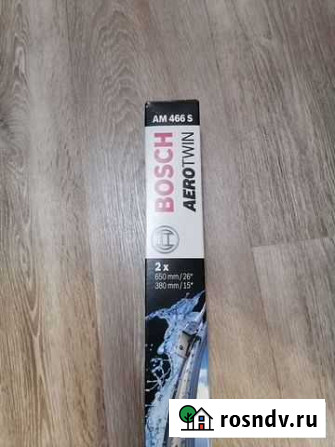 AM 466 S
BOSCH
AEROTWIN
2 x
650 mm/26"
380 mm/15"
rosndv.ru